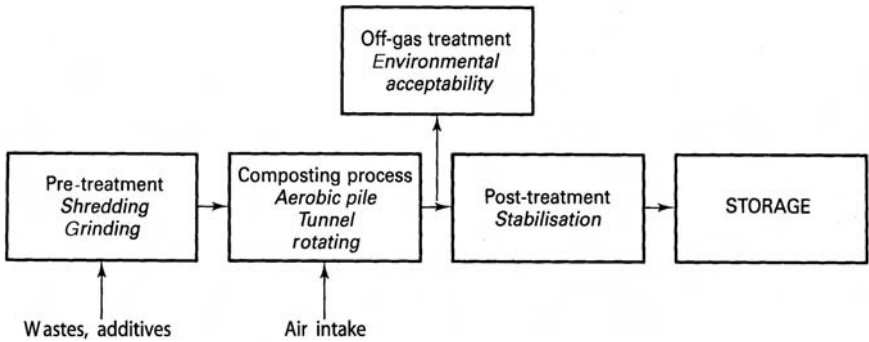 Off-gas treatment
Environmental
acceptability
Pre-treatment
Shredding
Grinding
Composting process
Aerobic pile
Tunnel
rotating
Post-treatment
Stabilisation
STORAGE
Wastes, additives
Air intake